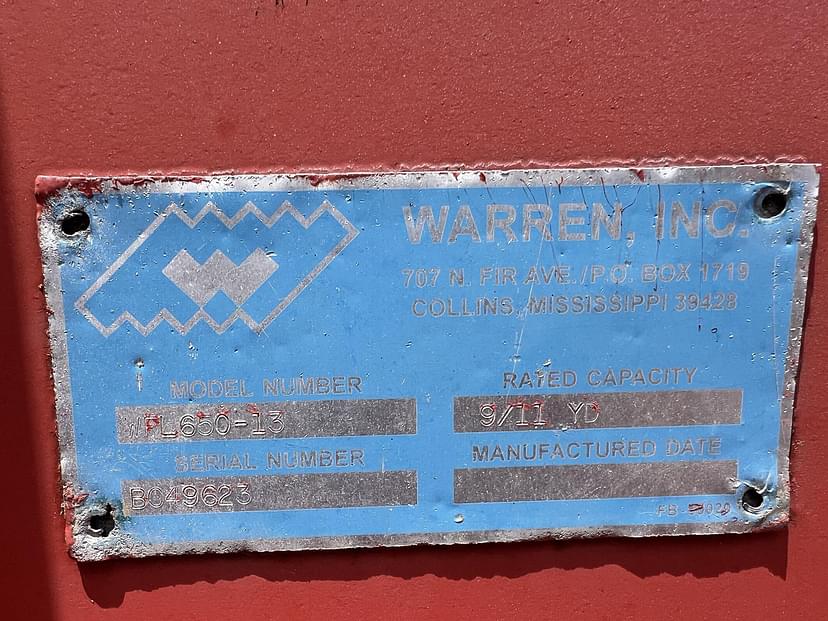 W
WARREN, INC.
707 N. FIR AVE./P.O. BOX 1719
COLLINS, MISSISSIPPI 39428
MODEL NUMBER
WPL650-13
RATED CAPACITY
9/11 YD
SERIAL NUMBER
B049623
MANUFACTURED DATE